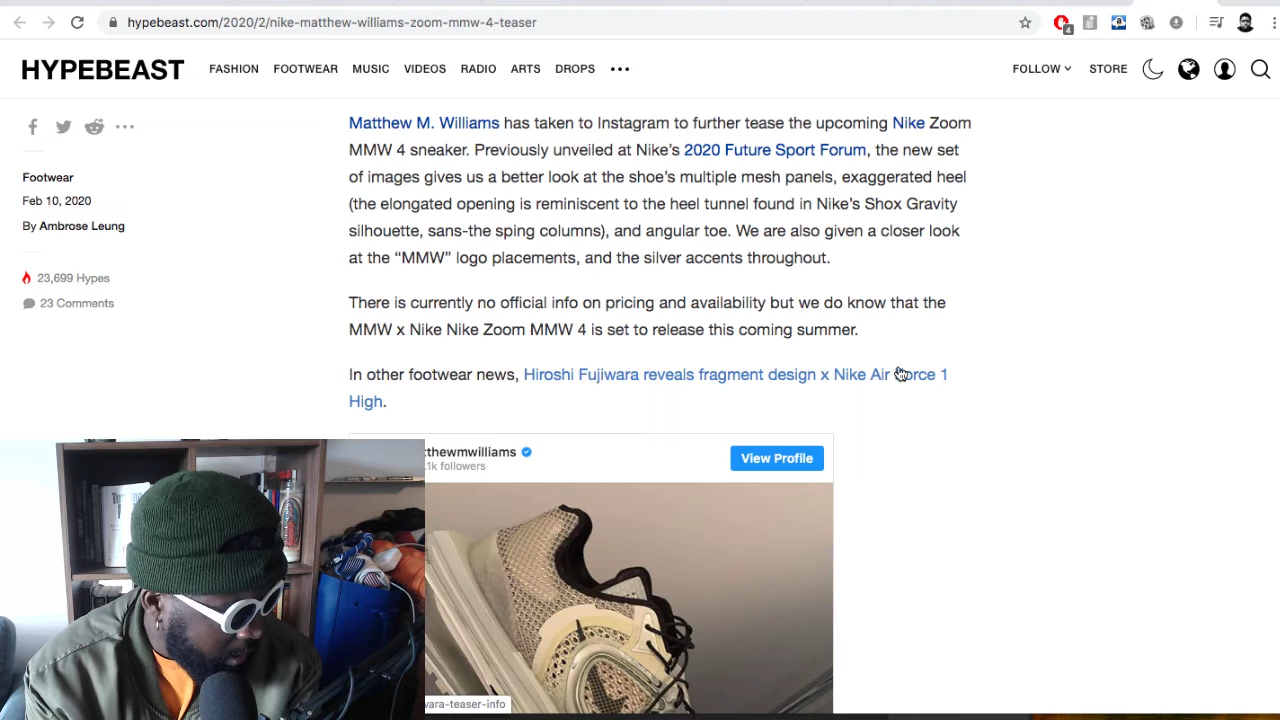 hypebeast.com/2020/2/nike-matthew-williams-zoom-mmw-4-teaser
4
HYPEBEAST FASHION FOOTWEAR MUSIC VIDEOS RADIO ARTS DROPS ••• FOLLOW STORE
Footwear
Feb 10, 2020
By Ambrose Leung
23,699 Hypes
23 Comments
Matthew M. Williams has taken to Instagram to further tease the upcoming Nike Zoom
MMW 4 sneaker. Previously unveiled at Nike’s 2020 Future Sport Forum, the new set
of images gives us a better look at the shoe’s multiple mesh panels, exaggerated heel
(the elongated opening is reminiscent to the heel tunnel found in Nike’s Shox Gravity
silhouette, sans-the sping columns), and angular toe. We are also given a closer look
at the “MMW” logo placements, and the silver accents throughout.
There is currently no official info on pricing and availability but we do know that the
MMW x Nike Nike Zoom MMW 4 is set to release this coming summer.
In other footwear news, Hiroshi Fujiwara reveals fragment design x Nike Air Force 1
High.
thewmwilliams
.1k followers
View Profile
wara-teaser-info